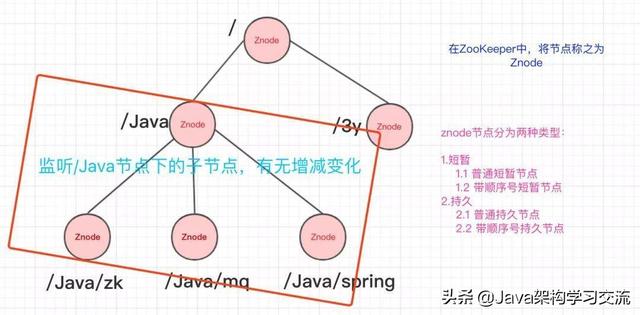 /
Znode
在ZooKeeper中，将节点称之为
Znode
/Java
Znode
/3y
Znode
znode节点分为两种类型：
监听/Java节点下的子节点，有无增减变化
1.短暂
1.1 普通短暂节点
1.2 带顺序号短暂节点
2.持久
2.1 普通持久节点
2.2 带顺序号持久节点
Znode
Znode
Znode
/Java/zk
/Java/mq
/Java/spring
头条 @Java架构学习交流